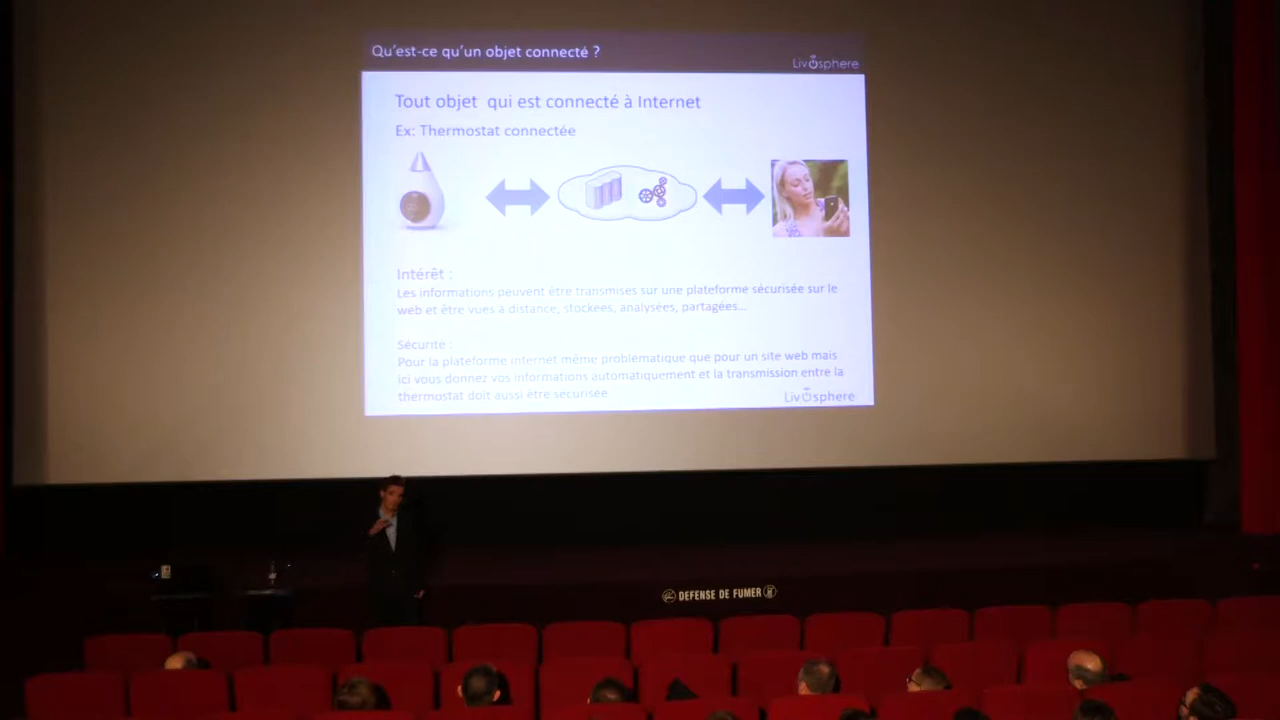 Qu'est-ce qu'un objet connecté ?
Livosphere
Tout objet qui est connecté à Internet
Ex: Thermostat connectée
Intérêt :
Les informations peuvent être transmises sur une plateforme sécurisée sur le
web et être vues à distance, stockées, analysées, partagées...
Sécurité :
Pour la plateforme internet même problematique que pour un site web mais
ici vous donnez vos informations automatiquement et la transmission entre la
thermostat doit aussi être securisée
Livosphere
DEFENSE DE FUMER